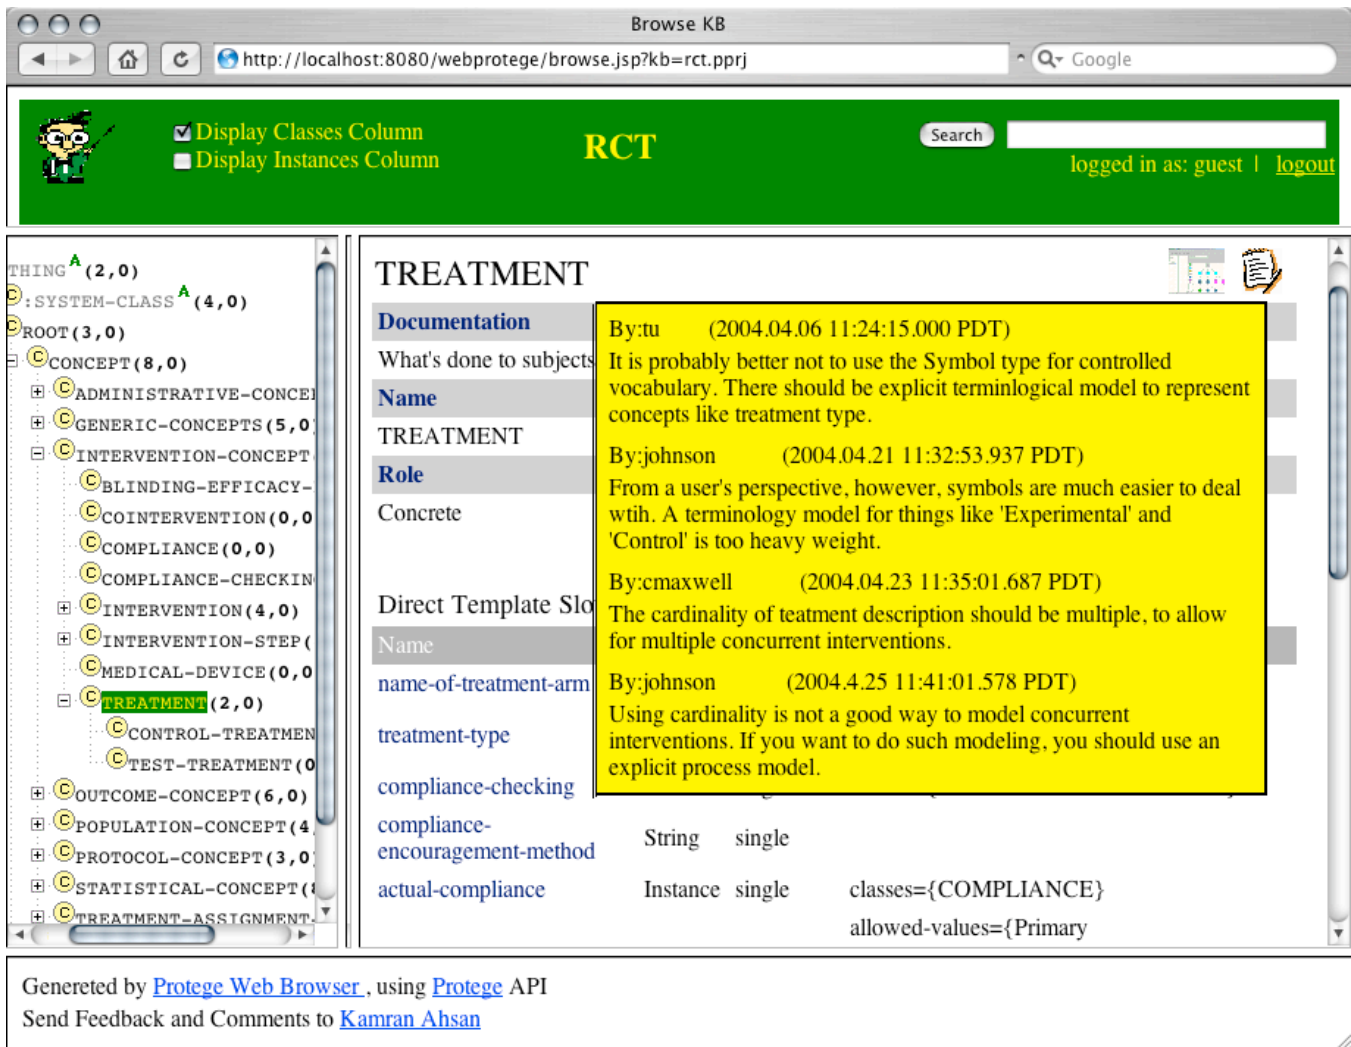 Browse KB
http://localhost:8080/webprotege/browse.jsp?kb=rct.pprj
Google
Display Classes Column
Display Instances Column
RCT
Search
logged in as: guest | logout
THING A (2,0)
C :SYSTEM-CLASS A (4,0)
C ROOT (3,0)
C CONCEPT (8,0)
C ADMINISTRATIVE-CONCE
C GENERIC-CONCEPTS (5,0
C INTERVENTION-CONCEPT
C BLINDING-EFFICACY-
C COINTERVENTION (0,0
C COMPLIANCE (0,0)
C COMPLIANCE-CHECKIN
C INTERVENTION (4,0)
C INTERVENTION-STEP (
C MEDICAL-DEVICE (0,0
C TREATMENT (2,0)
C CONTROL-TREATMEN
C TEST-TREATMENT (0
C OUTCOME-CONCEPT (6,0)
C POPULATION-CONCEPT (4
C PROTOCOL-CONCEPT (3,0
C STATISTICAL-CONCEPT (8
C TREATMENT-ASSIGNMENT-
TREATMENT
Documentation
What's done to subjects
Name
TREATMENT
Role
Concrete
Direct Template Slo
Name
name-of-treatment-arm
treatment-type
compliance-checking
compliance-
encouragement-method String single
actual-compliance Instance single classes={COMPLIANCE}
allowed-values={Primary
By:tu (2004.04.06 11:24:15.000 PDT)
It is probably better not to use the Symbol type for controlled
vocabulary. There should be explicit terminlogical model to represent
concepts like treatment type.
By:johnson (2004.04.21 11:32:53.937 PDT)
From a user's perspective, however, symbols are much easier to deal
wtih. A terminology model for things like 'Experimental' and
'Control' is too heavy weight.
By:cmaxwell (2004.04.23 11:35:01.687 PDT)
The cardinality of teatment description should be multiple, to allow
for multiple concurrent interventions.
By:johnson (2004.4.25 11:41:01.578 PDT)
Using cardinality is not a good way to model concurrent
interventions. If you want to do such modeling, you should use an
explicit process model.
Genereted by Protege Web Browser , using Protege API
Send Feedback and Comments to Kamran Ahsan